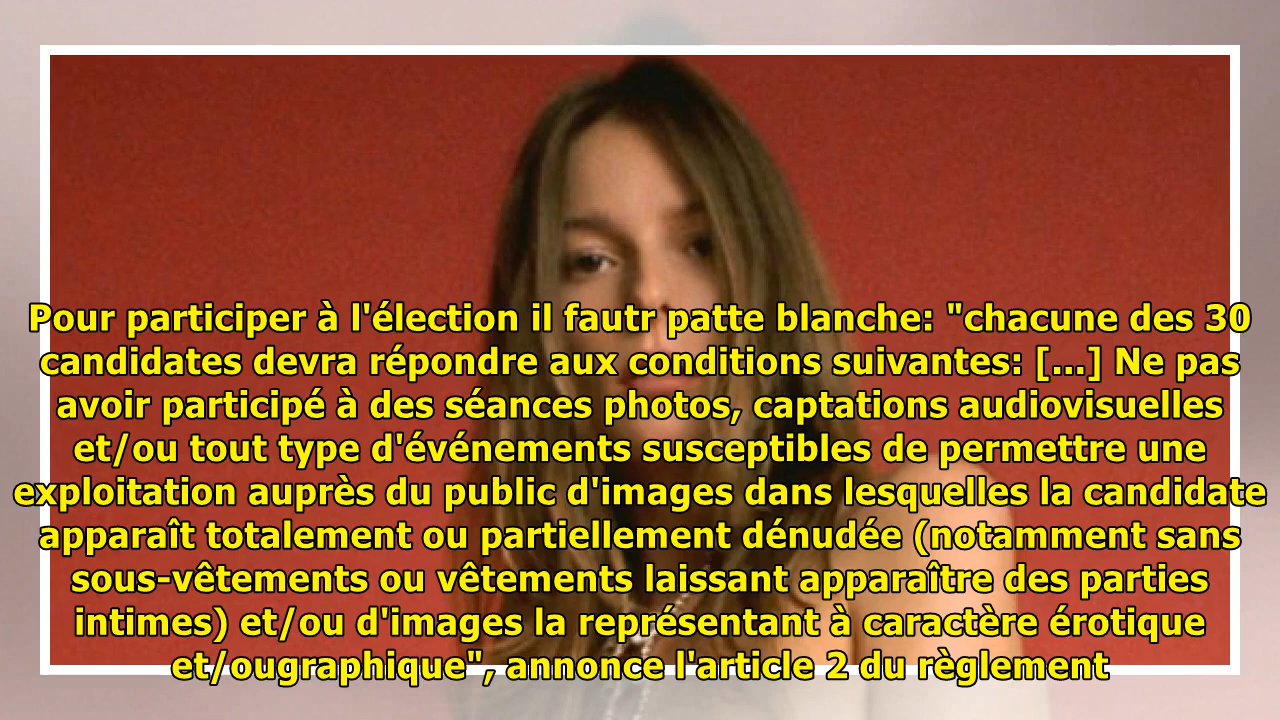 Pour participer à l'élection il fautr patte blanche: "chacune des 30
candidates devra répondre aux conditions suivantes: [...] Ne pas
avoir participé à des séances photos, captations audiovisuelles
et/ou tout type d'événements susceptibles de permettre une
exploitation auprès du public d'images dans lesquelles la candidate
apparaît totalement ou partiellement dénudée (notamment sans
sous-vêtements ou vêtements laissant apparaître des parties
intimes) et/ou d'images la représentant à caractère érotique
et/ougraphique", annonce l'article 2 du règlement